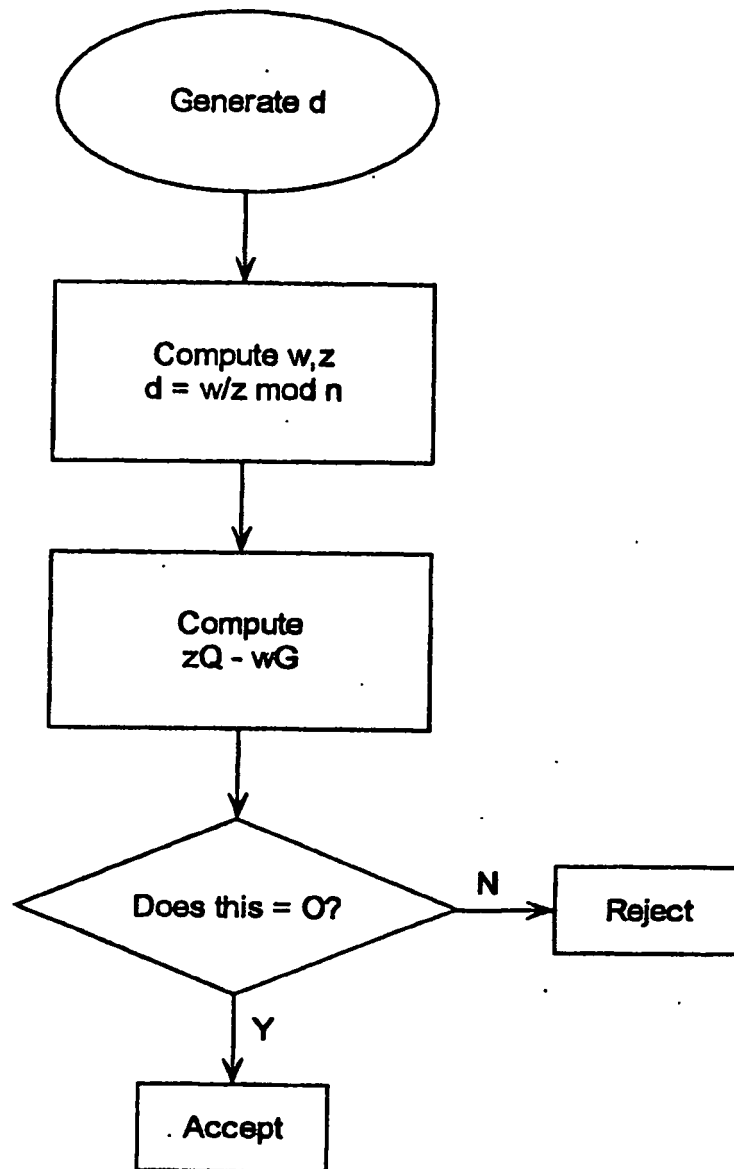 Generate d
Compute w,z
d = w/z mod n
Compute
zQ - wG
Does this = O?
N
Reject
Y
Accept